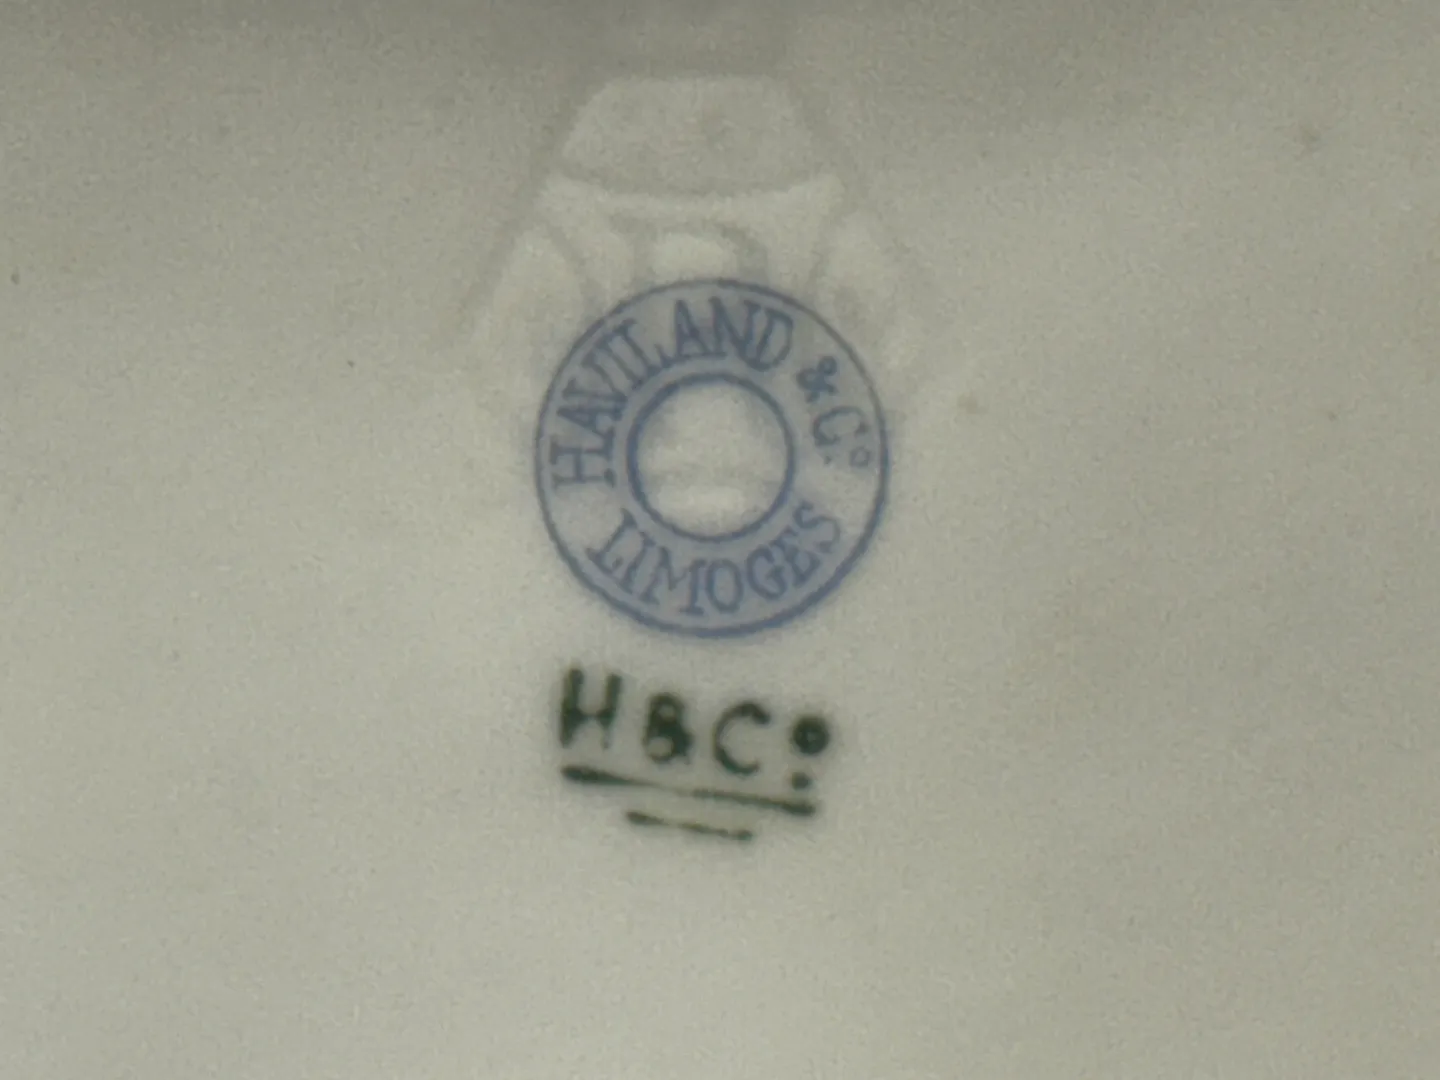 HAVILAND & Cº
LIMOGES
H & Cº